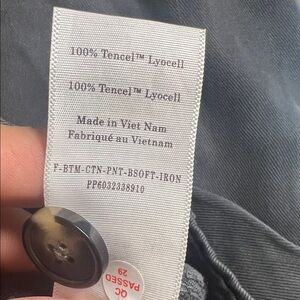 100% Tencel™ Lyocell
100% Tencel™ Lyocell
Made in Viet Nam
Fabriqué au Vietnam
F-BTM-CTN-PNT-BSOFT-IRON
PP6032338910
QC
PASSED
29